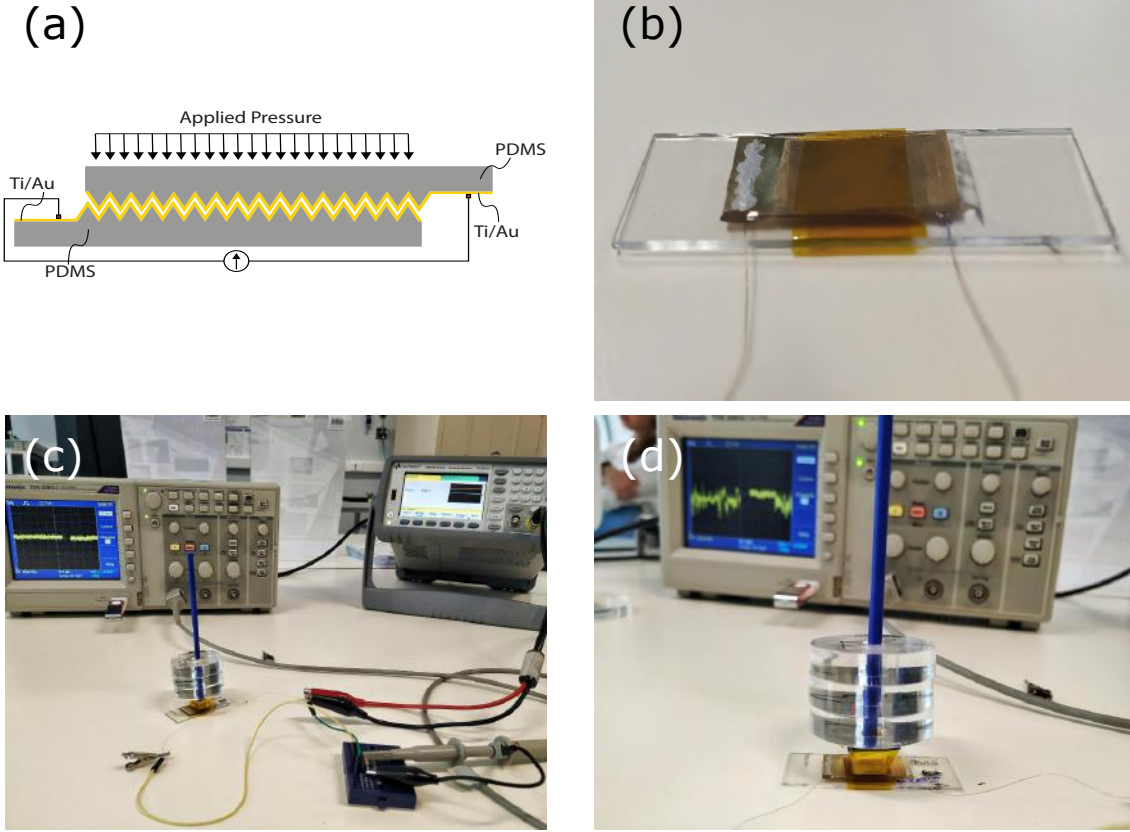 (a)
Applied Pressure
PDMS
Ti/Au
Ti/Au
PDMS
(b)
(c)
(d)